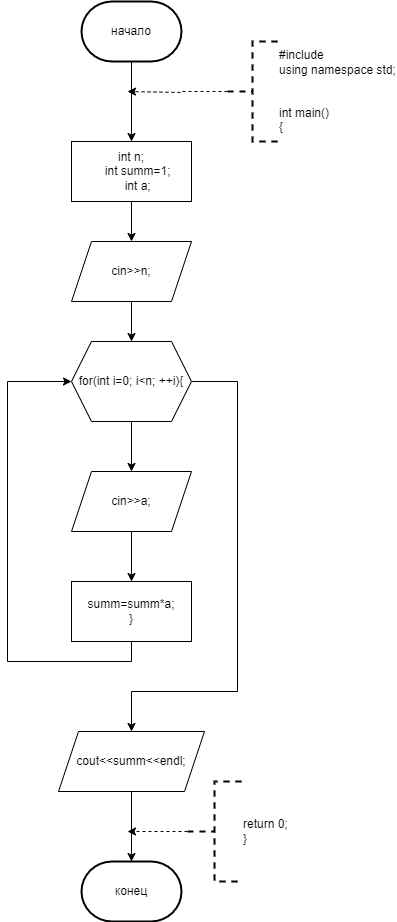 начало
#include
using namespace std;
int main()
{
int n;
int summ=1;
int a;
cin>>n;
for(int i=0; i<n; ++i){
cin>>a;
summ=summ*a;
}
cout<<summ<<endl;
return 0;
}
конец